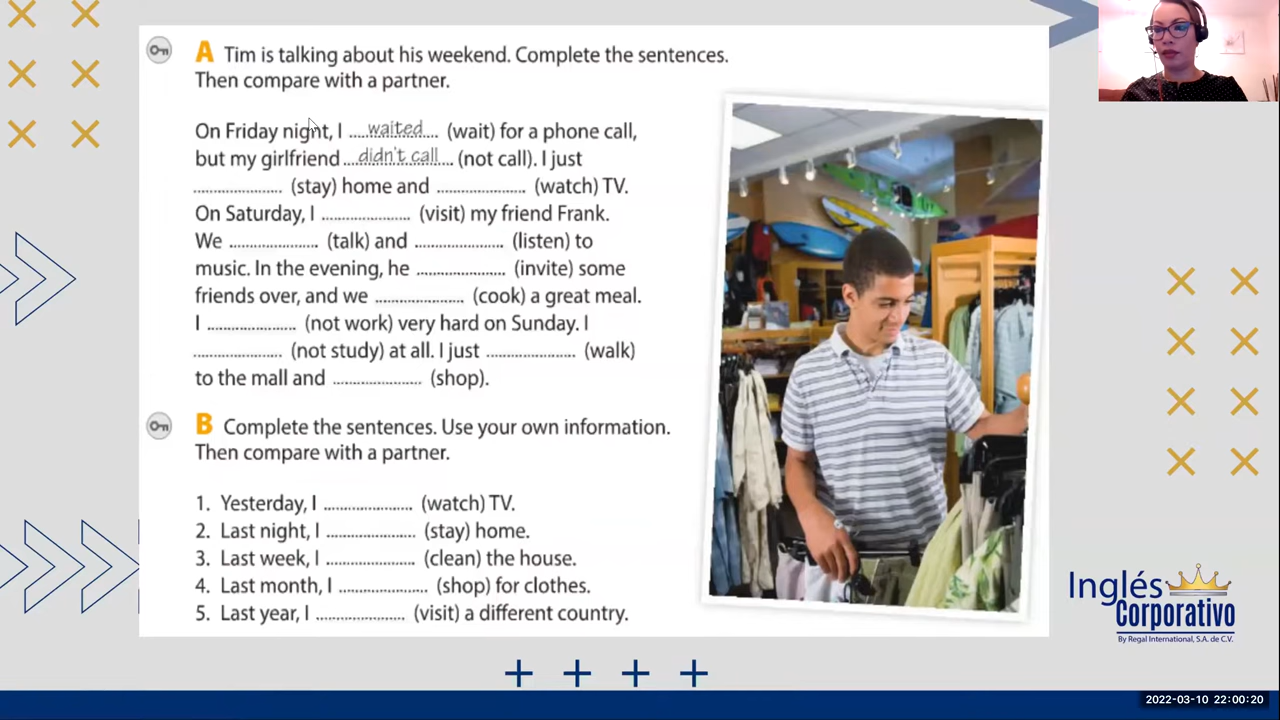 A Tim is talking about his weekend. Complete the sentences.
Then compare with a partner.
On Friday night, I ....waited.... (wait) for a phone call,
but my girlfriend ....didn't call.... (not call). I just
...................... (stay) home and ...................... (watch) TV.
On Saturday, I ...................... (visit) my friend Frank.
We ...................... (talk) and ...................... (listen) to
music. In the evening, he ...................... (invite) some
friends over, and we ...................... (cook) a great meal.
I ...................... (not work) very hard on Sunday. I
...................... (not study) at all. I just ...................... (walk)
to the mall and ...................... (shop).
B Complete the sentences. Use your own information.
Then compare with a partner.
1. Yesterday, I ...................... (watch) TV.
2. Last night, I ...................... (stay) home.
3. Last week, I ...................... (clean) the house.
4. Last month, I ...................... (shop) for clothes.
5. Last year, I ...................... (visit) a different country.
Inglés
Corporativo
By Regal International, S.A. de C.V.
2022-03-10 22:00:20